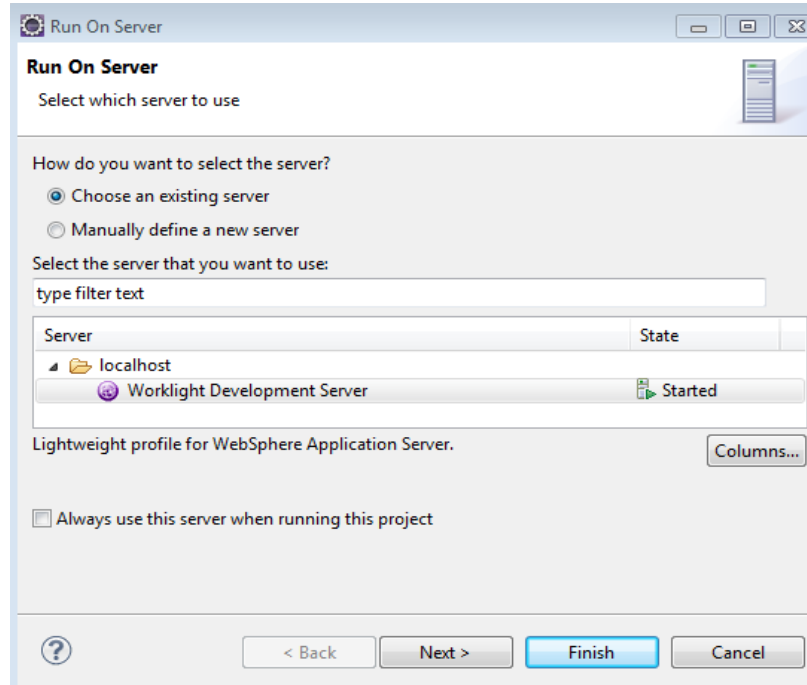 Run On Server
Run On Server
Select which server to use
How do you want to select the server?
Choose an existing server
Manually define a new server
Select the server that you want to use:
type filter text
Server State
localhost
Worklight Development Server Started
Lightweight profile for WebSphere Application Server.
Columns...
Always use this server when running this project
? < Back Next > Finish Cancel